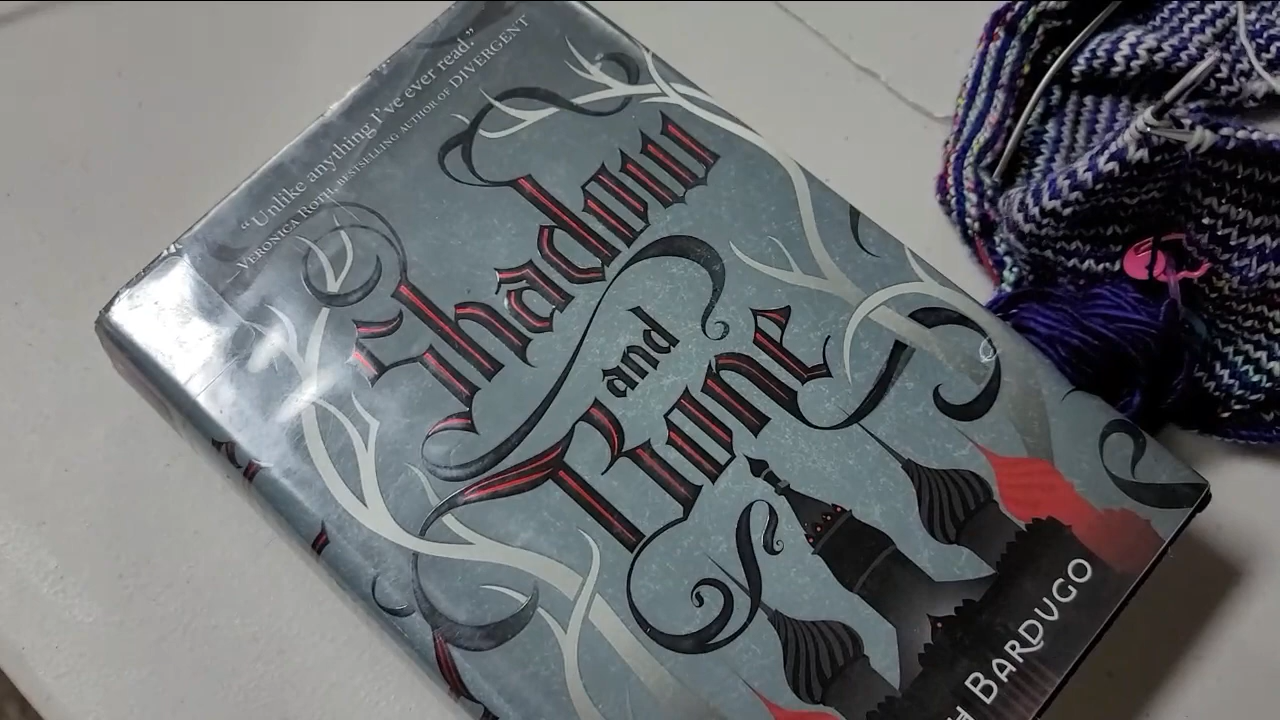 “Unlike anything I’ve ever read.”
—VERONICA ROTH, BESTSELLING AUTHOR OF DIVERGENT
Shadow
and
Bone
H BARDUGO